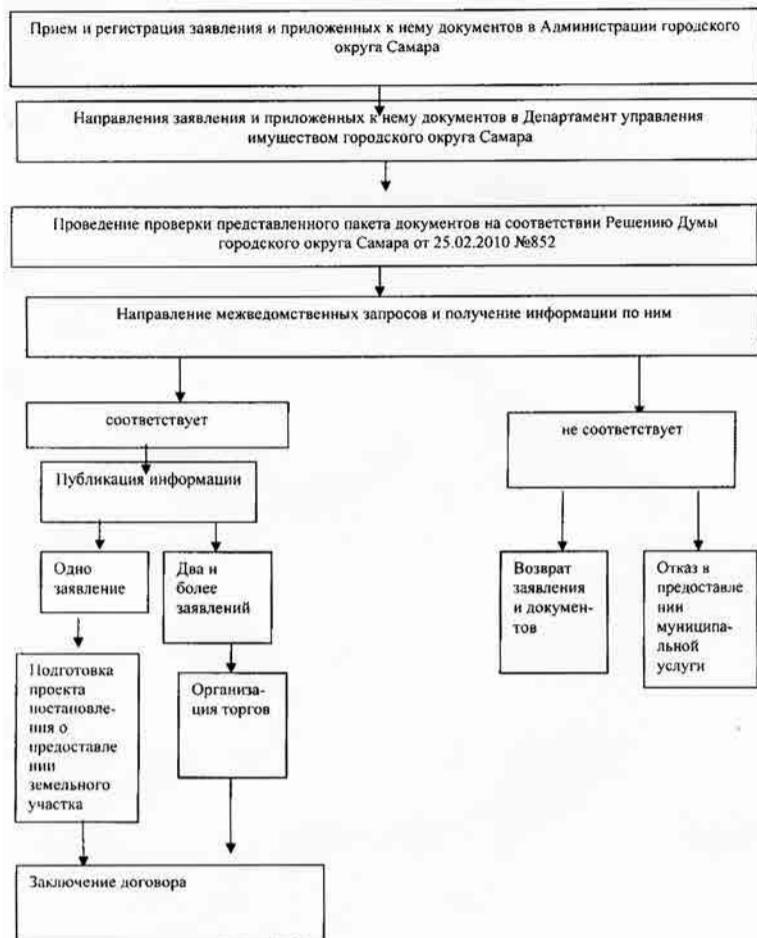 Прием и регистрация заявления и приложенных к нему документов в Администрации городского
округа Самара
Направления заявления и приложенных к нему документов в Департамент управления
имуществом городского округа Самара
Проведение проверки представленного пакета документов на соответствии Решению Думы
городского округа Самара от 25.02.2010 №852
Направление межведомственных запросов и получение информации по ним
соответствует
не соответствует
Публикация информации
Одно
заявление
Два и
более
заявлений
Возврат
заявления
и докумен-
тов
Отказ в
предоставле
нии
муниципа-
льной
услуги
Подготовка
проекта
постановле-
ния о
предоставле
нии
земельного
участка
Организа-
ция торгов
Заключение договора